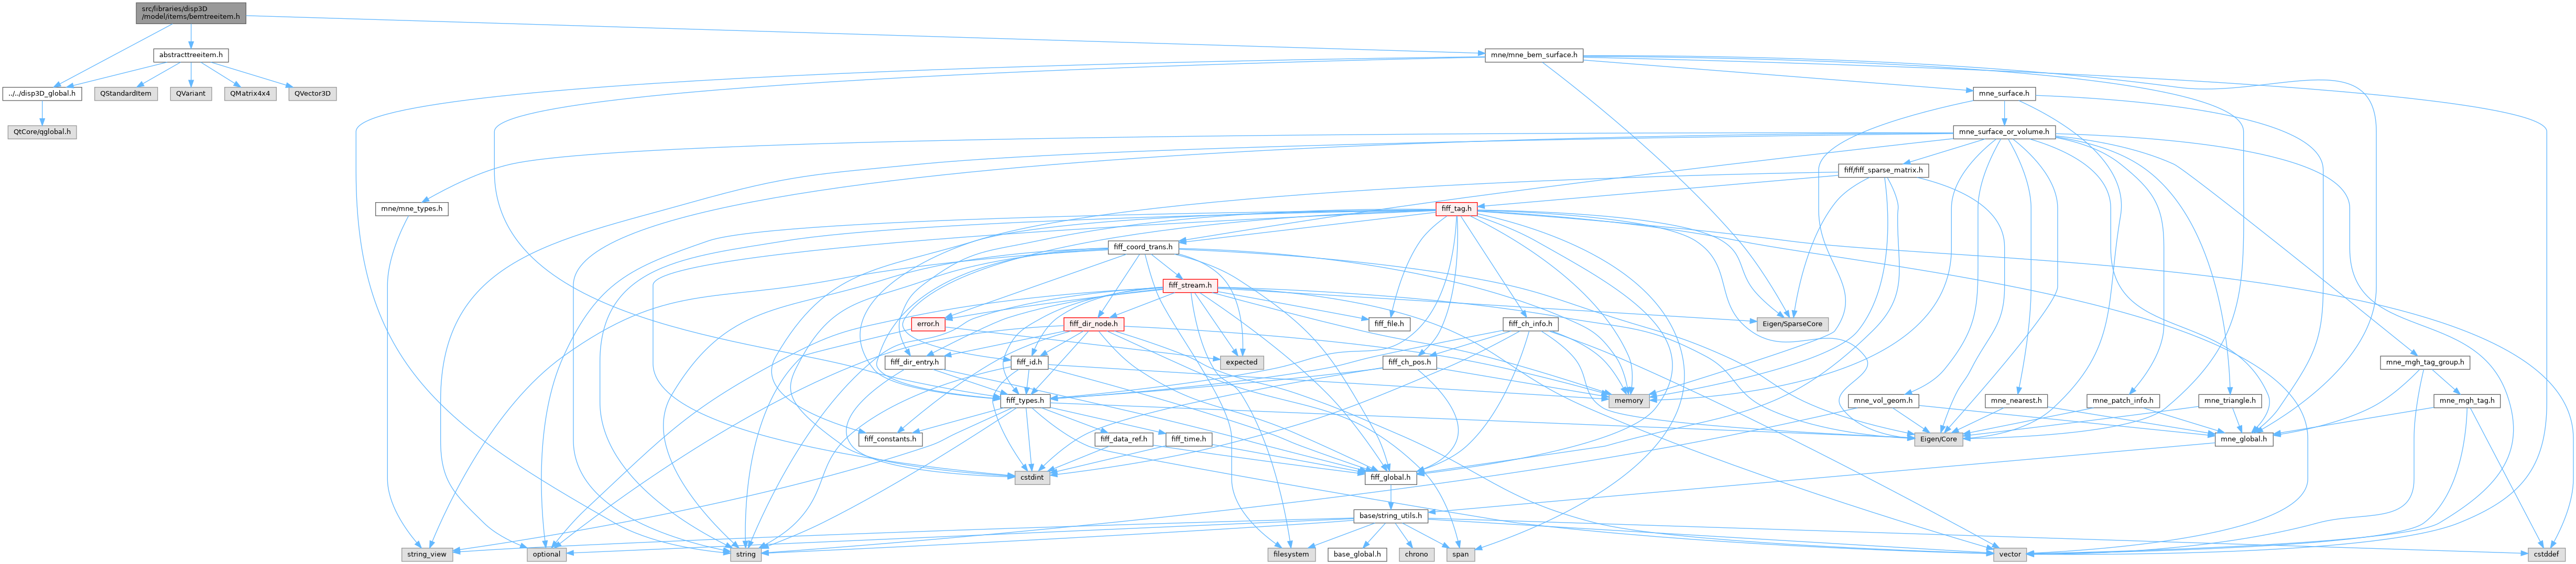 src/libraries/disp3D
/model/items/bemtreeitem.h
abstracttreeitem.h
mne/mne_bem_surface.h
../../disp3D_global.h
QStandardItem
QVariant
QMatrix4x4
QVector3D
mne_surface.h
QtCore/qglobal.h
mne_surface_or_volume.h
fiff/fiff_sparse_matrix.h
mne/mne_types.h
fiff_tag.h
fiff_coord_trans.h
fiff_stream.h
error.h
fiff_dir_node.h
fiff_file.h
fiff_ch_info.h
Eigen/SparseCore
fiff_dir_entry.h
fiff_id.h
expected
fiff_ch_pos.h
mne_mgh_tag_group.h
fiff_types.h
memory
mne_vol_geom.h
mne_nearest.h
mne_patch_info.h
mne_triangle.h
mne_mgh_tag.h
fiff_constants.h
fiff_data_ref.h
fiff_time.h
Eigen/Core
mne_global.h
cstdint
fiff_global.h
base/string_utils.h
string_view
optional
string
filesystem
base_global.h
chrono
span
vector
cstddef